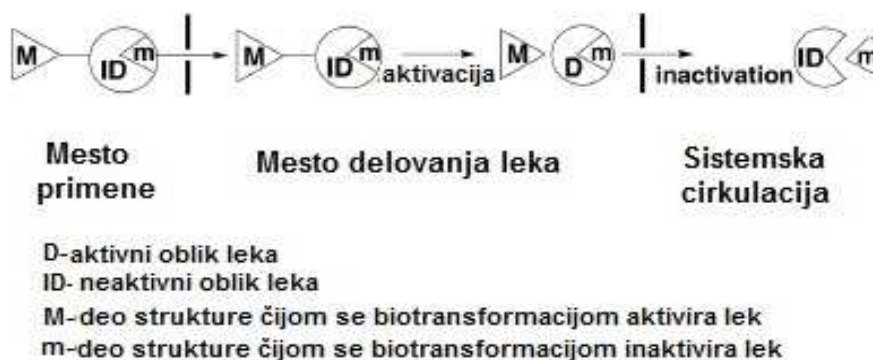 M ID m M ID m aktivacija M D m inactivation ID m
Mesto primene
Mesto delovanja leka
Sistemska cirkulacija
D-aktivni oblik leka
ID- neaktivni oblik leka
M-deo strukture čijom se biotransformacijom aktivira lek
m-deo strukture čijom se biotransformacijom inaktivira lek